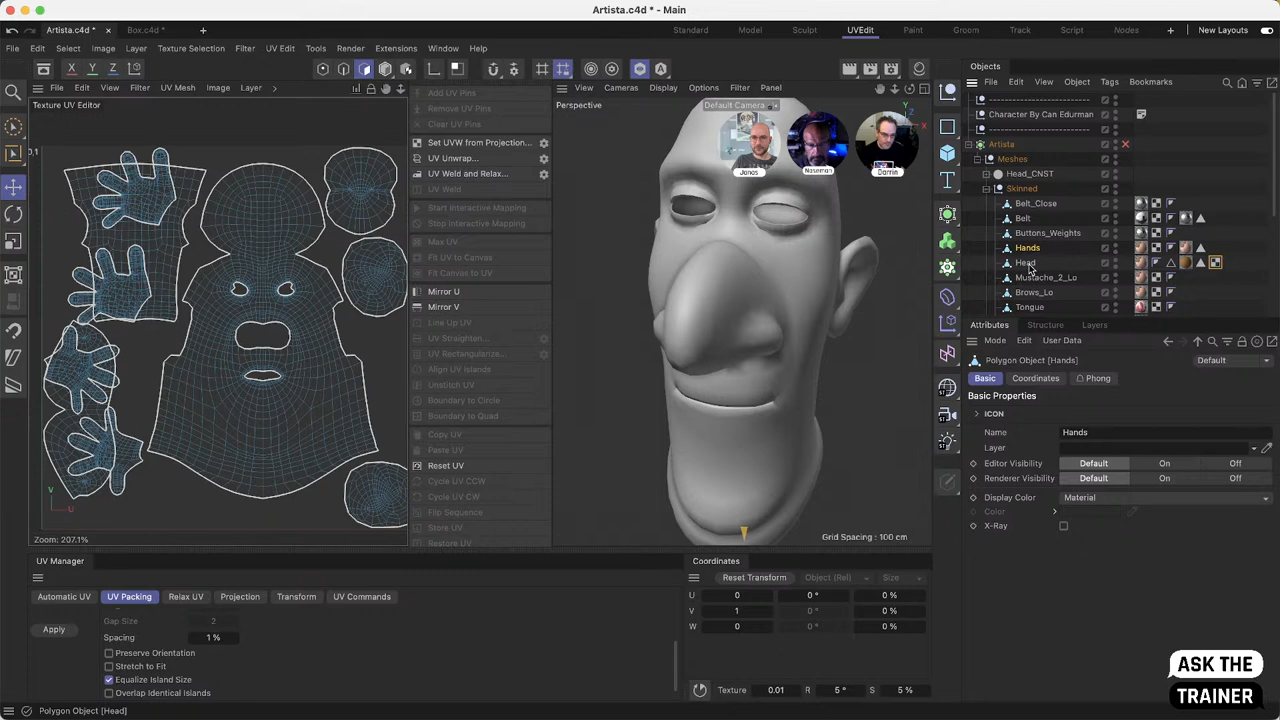 Artista.c4d * - Main
Artista.c4d *
Box.c4d *
Standard
Model
Sculpt
UVEdit
Paint
Groom
Track
Script
Nodes
New Layouts
File
Edit
Select
Image
Layer
Texture Selection
Filter
UV Edit
Tools
Render
Extensions
Window
Help
X
Y
Z
File
Edit
View
Filter
UV Mesh
Image
Layer
Texture UV Editor
0,1
V
U
Zoom: 207.1%
Add UV Pins
Remove UV Pins
Clear UV Pins
Set UVW from Projection...
UV Unwrap...
UV Weld and Relax...
UV Weld
Start Interactive Mapping
Stop Interactive Mapping
Max UV
Fit UV to Canvas
Fit Canvas to UV
Mirror U
Mirror V
Line Up UV
UV Straighten...
UV Rectangularize...
Align UV Islands
Unstitch UV
Boundary to Circle
Boundary to Quad
Copy UV
Paste UV
Reset UV
Cycle UV CCW
Cycle UV CW
Flip Sequence
Store UV
Restore UV
View
Cameras
Display
Options
Filter
Panel
Perspective
Default Camera
Y
Z
X
Jonas
Noseman
Darrin
Grid Spacing : 100 cm
Objects
File
Edit
View
Object
Tags
Bookmarks
Character By Can Edurman
Artista
Meshes
Head_CNST
Skinned
Belt_Close
Belt
Buttons_Weights
Hands
Head
Mustache_2_Lo
Brows_Lo
Tongue
Attributes
Structure
Layers
Mode
Edit
User Data
Polygon Object [Hands]
Default
Basic
Coordinates
Phong
Basic Properties
ICON
Name
Hands
Layer
Editor Visibility
Default
On
Off
Renderer Visibility
Default
On
Off
Display Color
Material
Color
X-Ray
UV Manager
Automatic UV
UV Packing
Relax UV
Projection
Transform
UV Commands
Apply
Gap Size
2
Spacing
1 %
Preserve Orientation
Stretch to Fit
Equalize Island Size
Overlap Identical Islands
Coordinates
Reset Transform
Object (Rel)
Size
U
0
0 °
0 %
V
1
0 °
0 %
W
0
0 °
0 %
Texture
0.01
R
5 °
S
5 %
Polygon Object [Head]
ASK THE
TRAINER